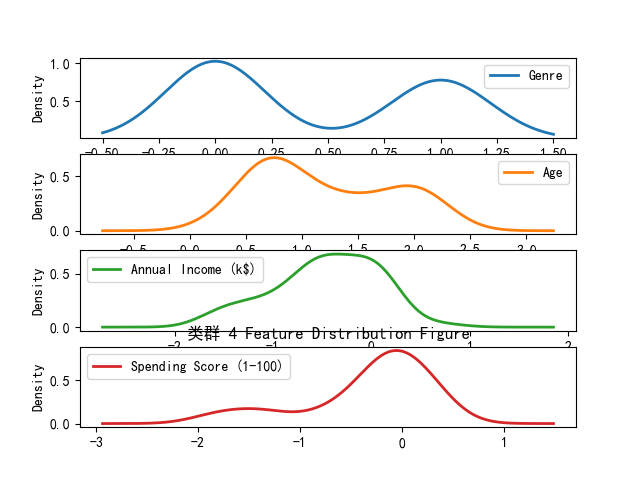 1.0
0.5
Density
Genre
−0.50 −0.25 0.00 0.25 0.50 0.75 1.00 1.25 1.50
0.5
0.0
Density
Age
−0.5 0.0 0.5 1.0 1.5 2.0 2.5 3.0
0.5
0.0
Density
Annual Income (k$)
−2 −1 0 1 2
类群 4 Feature Distribution Figure
0.5
0.0
Density
Spending Score (1-100)
−3 −2 −1 0 1